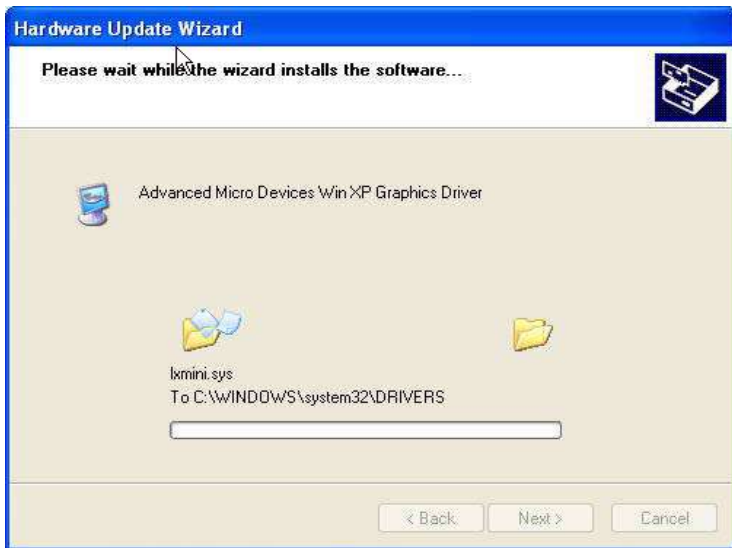 Hardware Update Wizard
Please wait while the wizard installs the software...
Advanced Micro Devices Win XP Graphics Driver
lxmini.sys
To C:\WINDOWS\system32\DRIVERS
< Back
Next >
Cancel